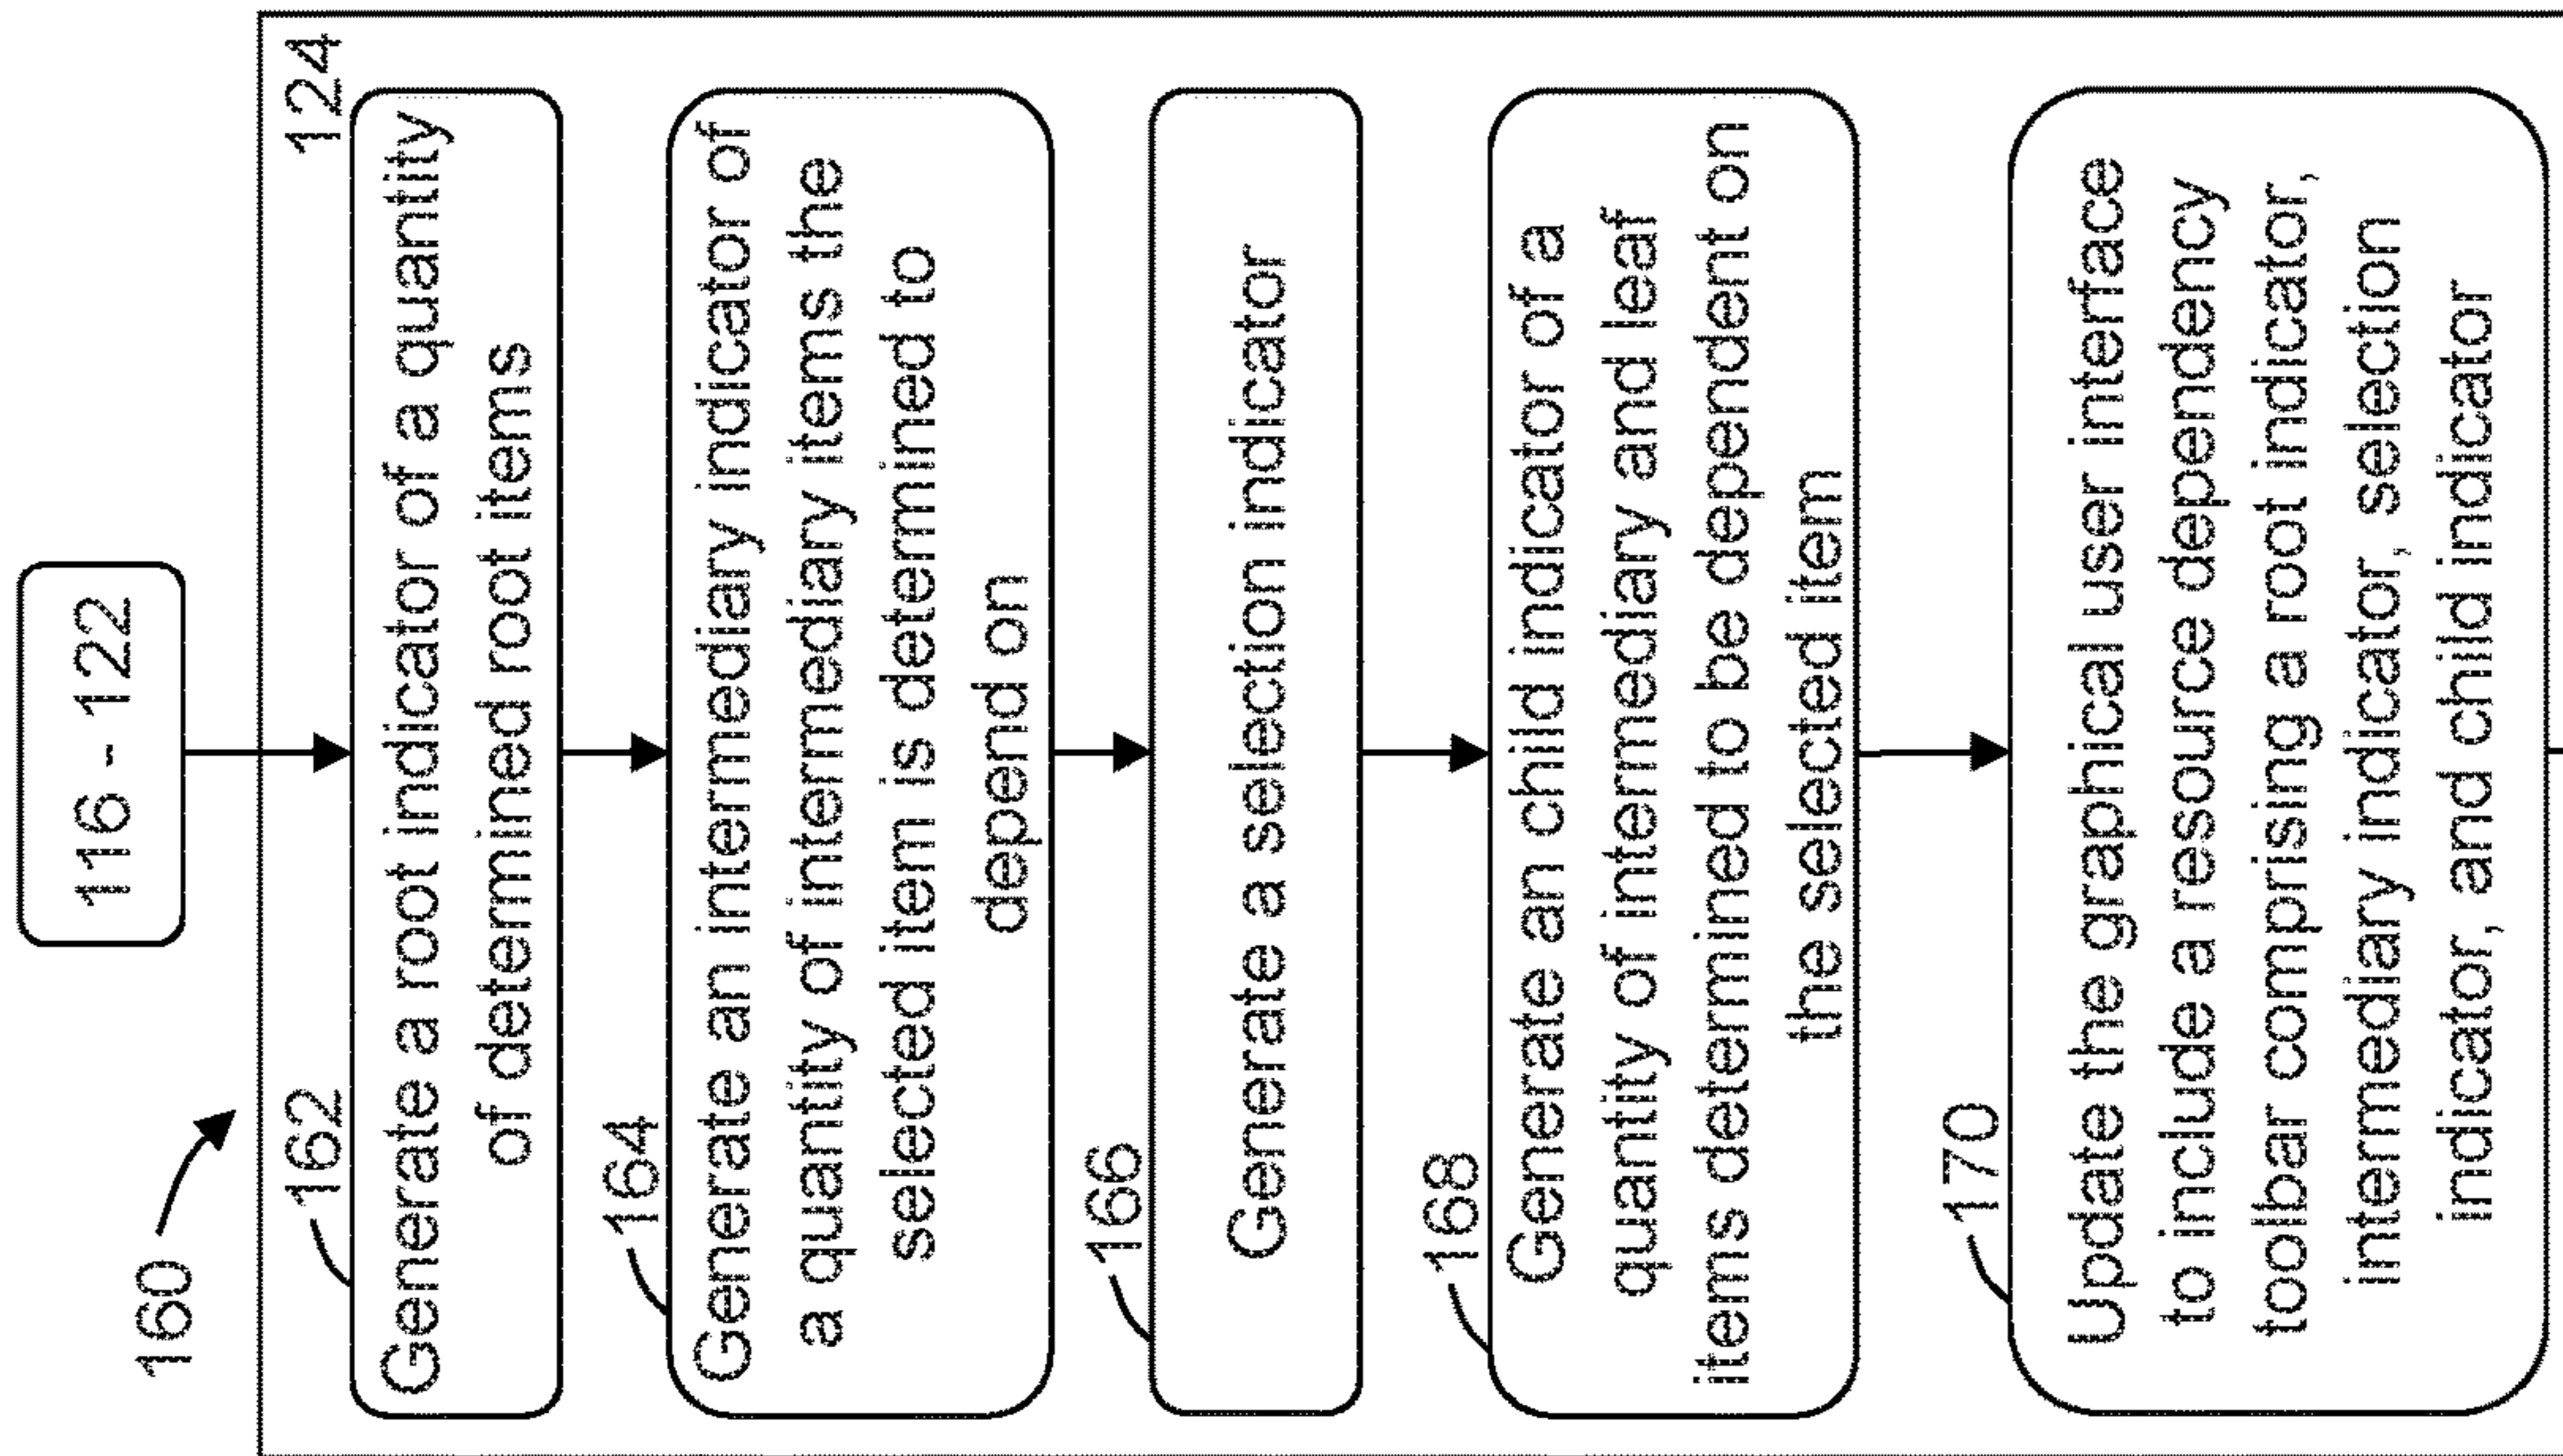 160
116 - 122
124
162
Generate a root indicator of a quantity
of determined root items
164
Generate an intermediary indicator of
a quantity of intermediary items the
selected item is determined to
depend on
166
Generate a selection indicator
168
Generate an child indicator of a
quantity of intermediary and leaf
items determined to be dependent on
the selected item
170
Update the graphical user interface
to include a resource dependency
toolbar comprising a root indicator,
intermediary indicator, selection
indicator, and child indicator